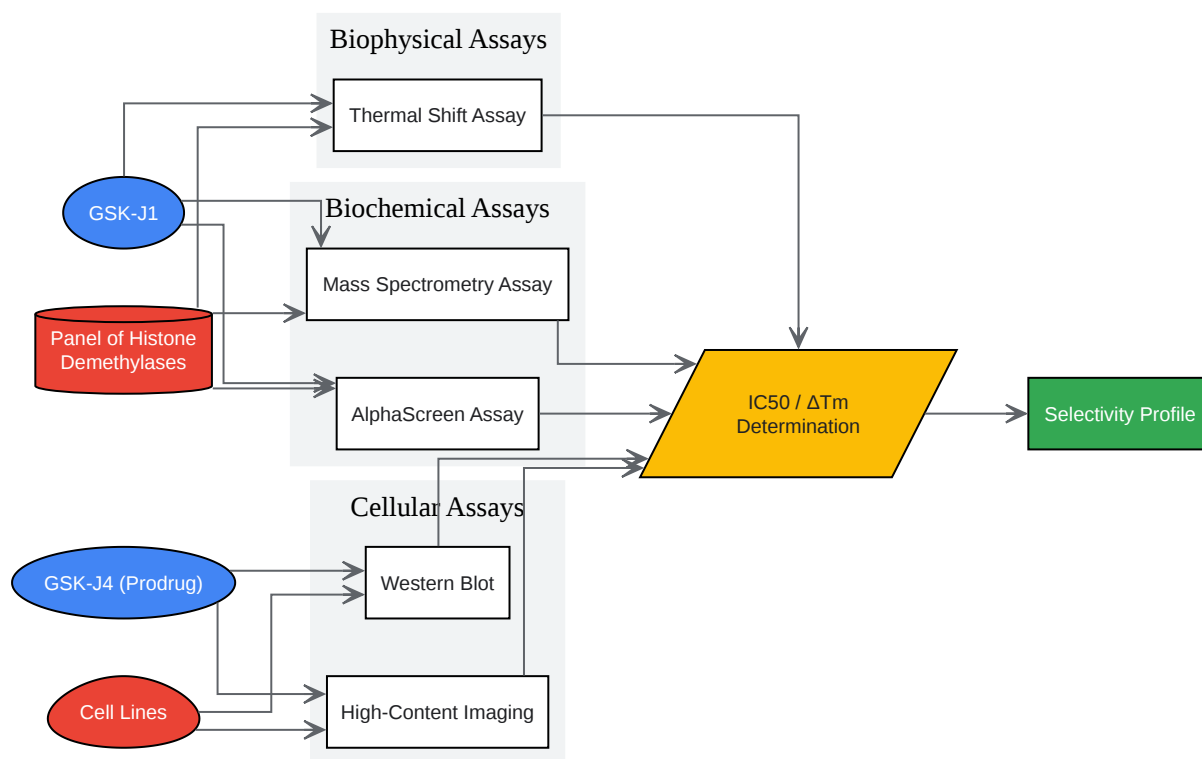 Biophysical Assays
Thermal Shift Assay
GSK-J1
Biochemical Assays
Mass Spectrometry Assay
Panel of Histone
Demethylases
AlphaScreen Assay
IC50 / ΔTm
Determination
Selectivity Profile
Cellular Assays
GSK-J4 (Prodrug)
Western Blot
Cell Lines
High-Content Imaging